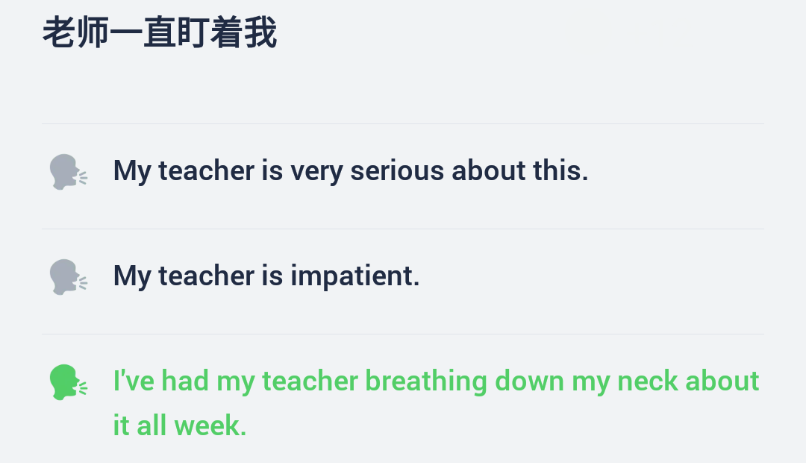 老师一直盯着我
My teacher is very serious about this.
My teacher is impatient.
I've had my teacher breathing down my neck about
it all week.